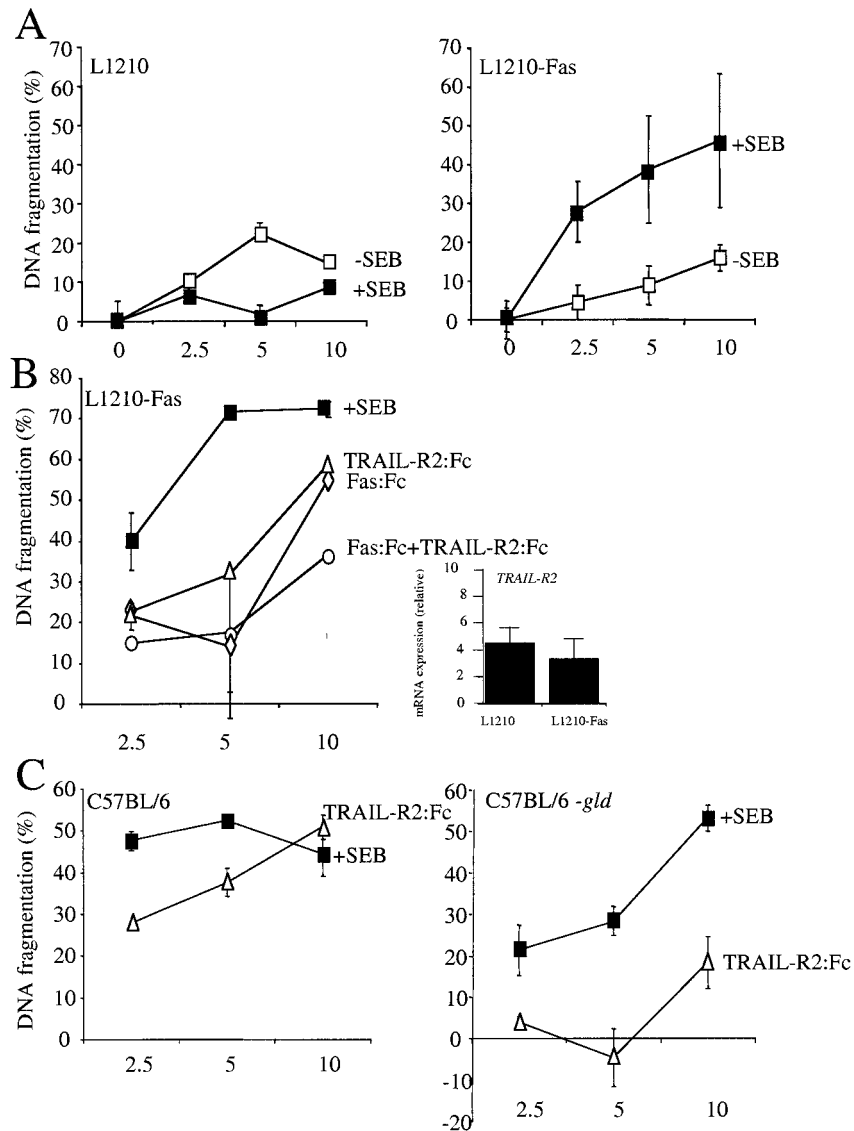 A
L1210
DNA fragmentation (%)
70
60
50
40
30
20
10
0
-SEB
+SEB
0 2.5 5 10
L1210-Fas
70
60
50
40
30
20
10
0
+SEB
-SEB
0 2.5 5 10
B
L1210-Fas
DNA fragmentation (%)
80
70
60
50
40
30
20
10
0
+SEB
TRAIL-R2:Fc
Fas:Fc
Fas:Fc+TRAIL-R2:Fc
2.5 5 10
mRNA expression (relative)
TRAIL-R2
10
8
6
4
2
0
L1210 L1210-Fas
C
C57BL/6
DNA fragmentation (%)
60
50
40
30
20
10
0
TRAIL-R2:Fc
+SEB
2.5 5 10
C57BL/6 -gld
60
50
40
30
20
10
0
-10
-20
+SEB
TRAIL-R2:Fc
2.5 5 10